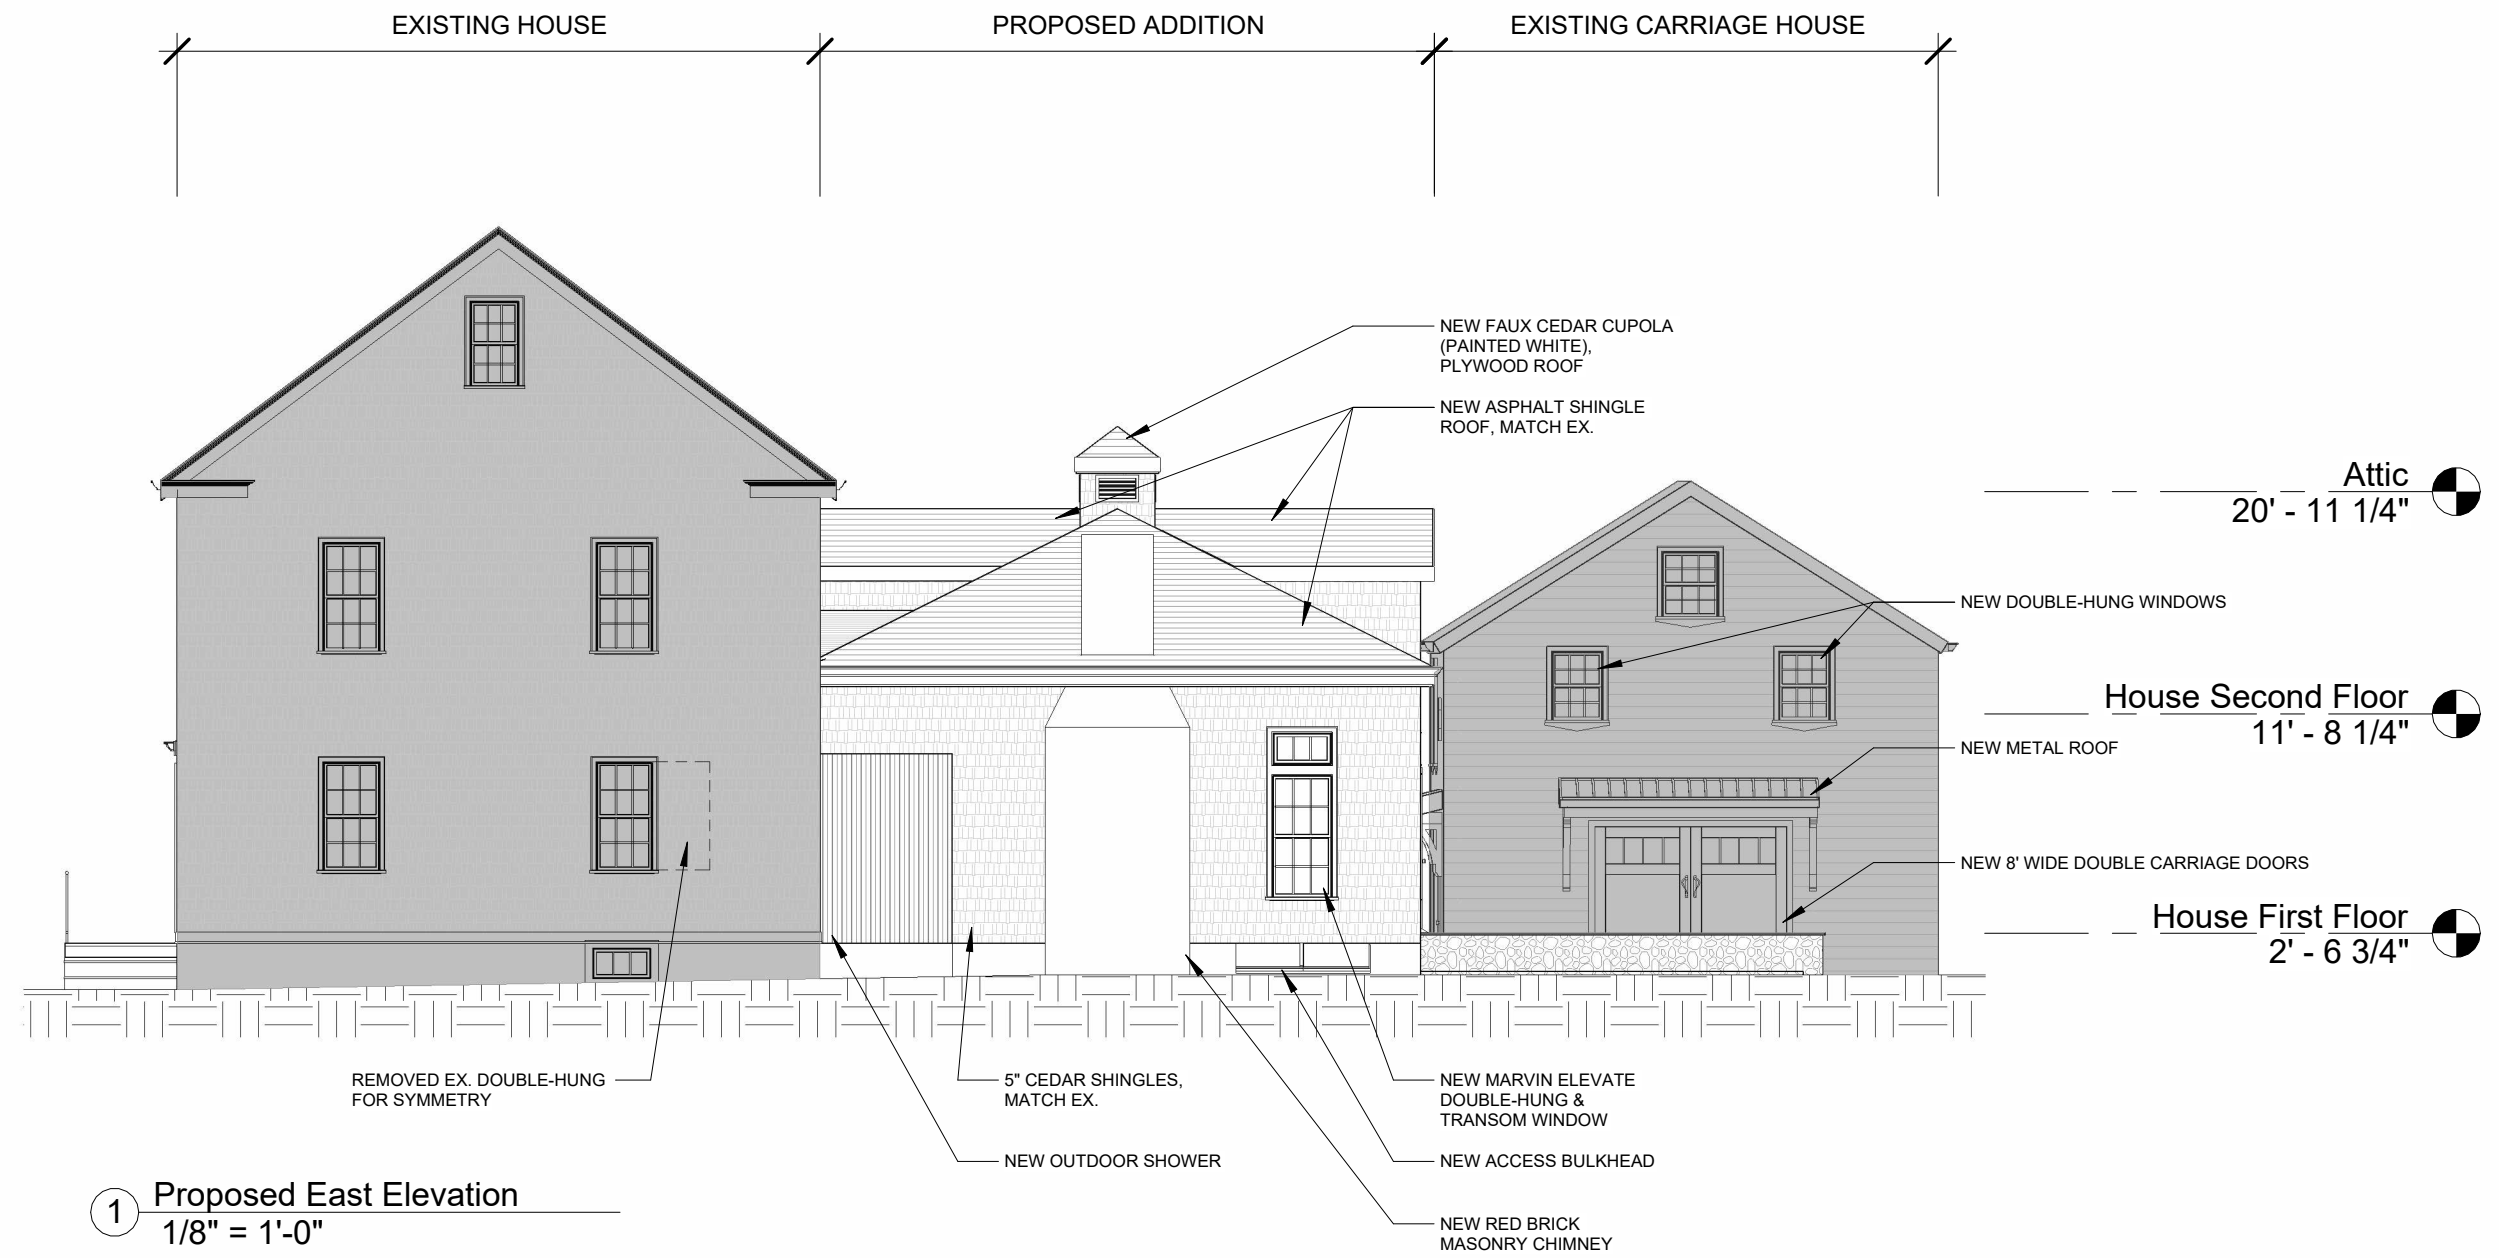 EXISTING HOUSE
PROPOSED ADDITION
EXISTING CARRIAGE HOUSE
NEW FAUX CEDAR CUPOLA
(PAINTED WHITE),
PLYWOOD ROOF
NEW ASPHALT SHINGLE
ROOF, MATCH EX.
Attic
20' - 11 1/4"
NEW DOUBLE-HUNG WINDOWS
House Second Floor
11' - 8 1/4"
NEW METAL ROOF
NEW 8' WIDE DOUBLE CARRIAGE DOORS
House First Floor
2' - 6 3/4"
REMOVED EX. DOUBLE-HUNG
FOR SYMMETRY
5" CEDAR SHINGLES,
MATCH EX.
NEW MARVIN ELEVATE
DOUBLE-HUNG &
TRANSOM WINDOW
NEW OUTDOOR SHOWER
NEW ACCESS BULKHEAD
NEW RED BRICK
MASONRY CHIMNEY
1
Proposed East Elevation
1/8" = 1'-0"